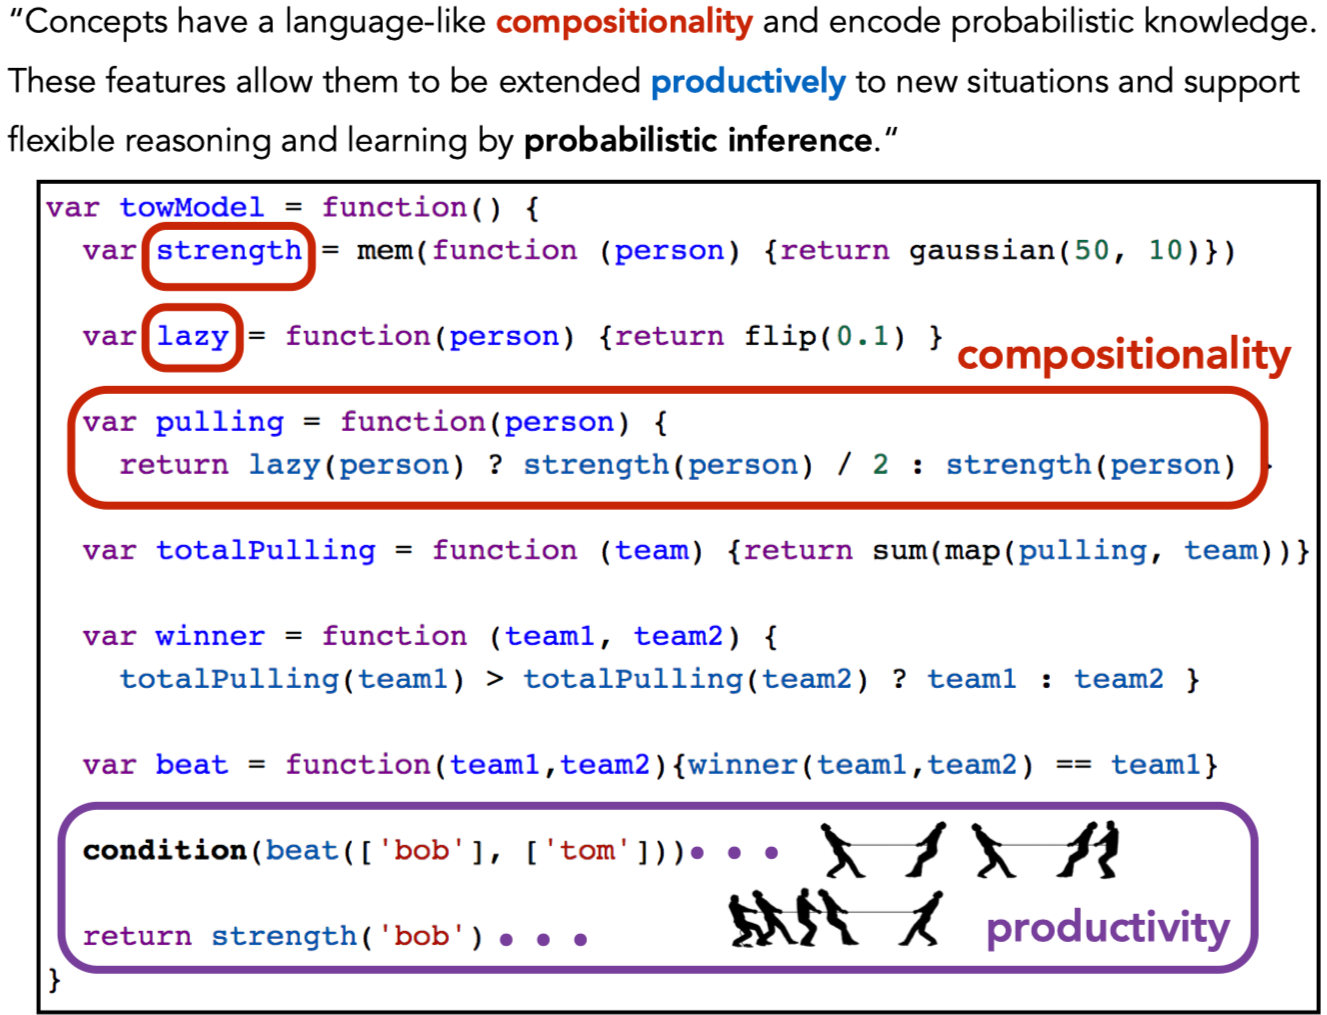 “Concepts have a language-like compositionality and encode probabilistic knowledge.
These features allow them to be extended productively to new situations and support
flexible reasoning and learning by probabilistic inference.“
var towModel = function() {
var strength = mem(function (person) {return gaussian(50, 10)})
var lazy = function(person) {return flip(0.1) }
compositionality
var pulling = function(person) {
return lazy(person) ? strength(person) / 2 : strength(person)
var totalPulling = function (team) {return sum(map(pulling, team))}
var winner = function (team1, team2) {
totalPulling(team1) > totalPulling(team2) ? team1 : team2 }
var beat = function(team1,team2){winner(team1,team2) == team1}
condition(beat(['bob'], ['tom']))• • •
return strength('bob') • • •
productivity
}